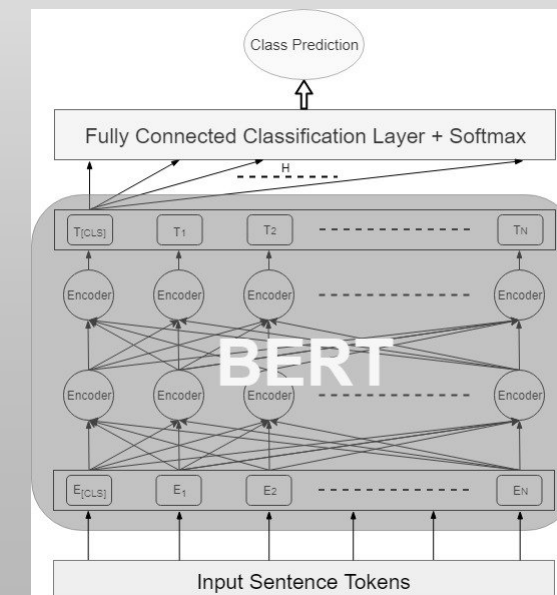 Class Prediction
Fully Connected Classification Layer + Softmax
H
T[CLS] T1 T2 TN
Encoder Encoder Encoder Encoder
BERT
Encoder Encoder Encoder Encoder
E[CLS] E1 E2 EN
Input Sentence Tokens